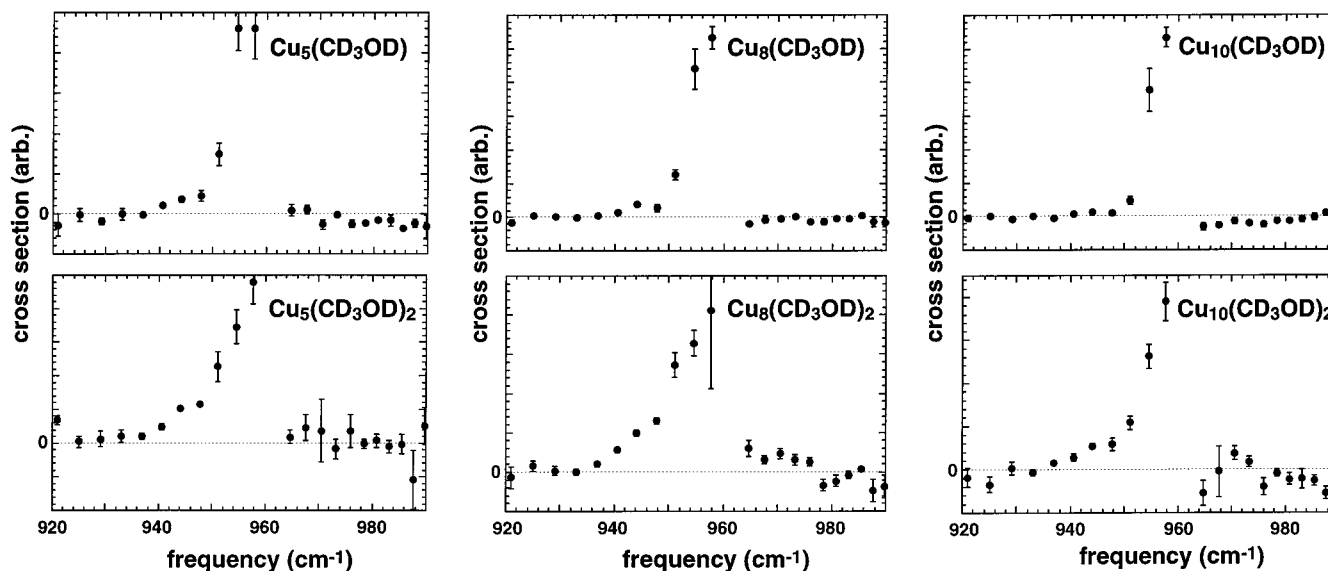 Cu5(CD3OD)
Cu8(CD3OD)
Cu10(CD3OD)
cross section (arb.)
cross section (arb.)
cross section (arb.)
0
0
0
Cu5(CD3OD)2
Cu8(CD3OD)2
Cu10(CD3OD)2
0
0
0
920 940 960 980
920 940 960 980
920 940 960 980
frequency (cm-1)
frequency (cm-1)
frequency (cm-1)